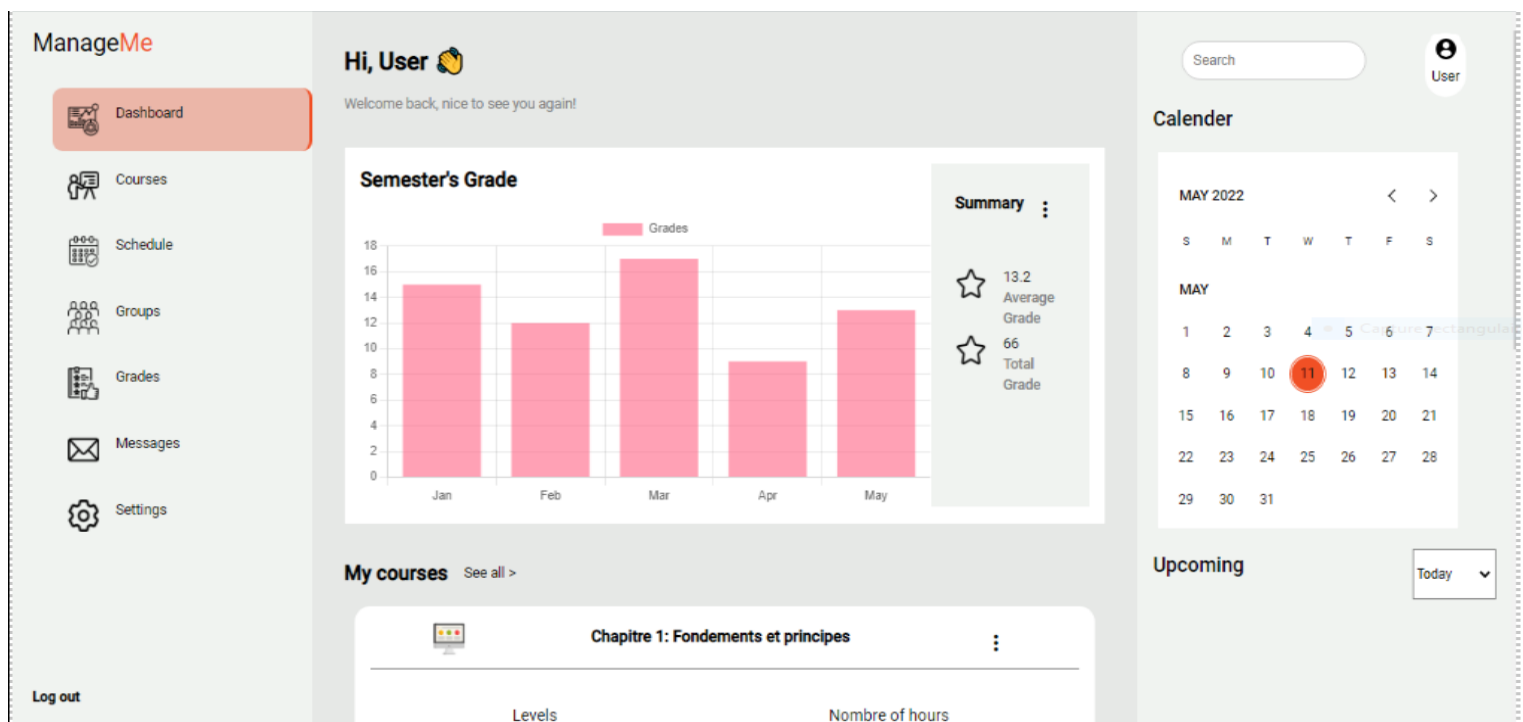 ManageMe
Dashboard
Courses
Schedule
Groups
Grades
Messages
Settings
Log out
Hi, User 👏
Welcome back, nice to see you again!
Semester's Grade
Grades
18
16
14
12
10
8
6
4
2
0
Jan Feb Mar Apr May
Summary
13.2
Average
Grade
66
Total
Grade
My courses See all >
Chapitre 1: Fondements et principes
Levels Nombre of hours
Search
User
Calender
MAY 2022 < >
S M T W T F S
MAY
1 2 3 4 5 6 7
Capture rectangulai
8 9 10 11 12 13 14
15 16 17 18 19 20 21
22 23 24 25 26 27 28
29 30 31
Upcoming
Today